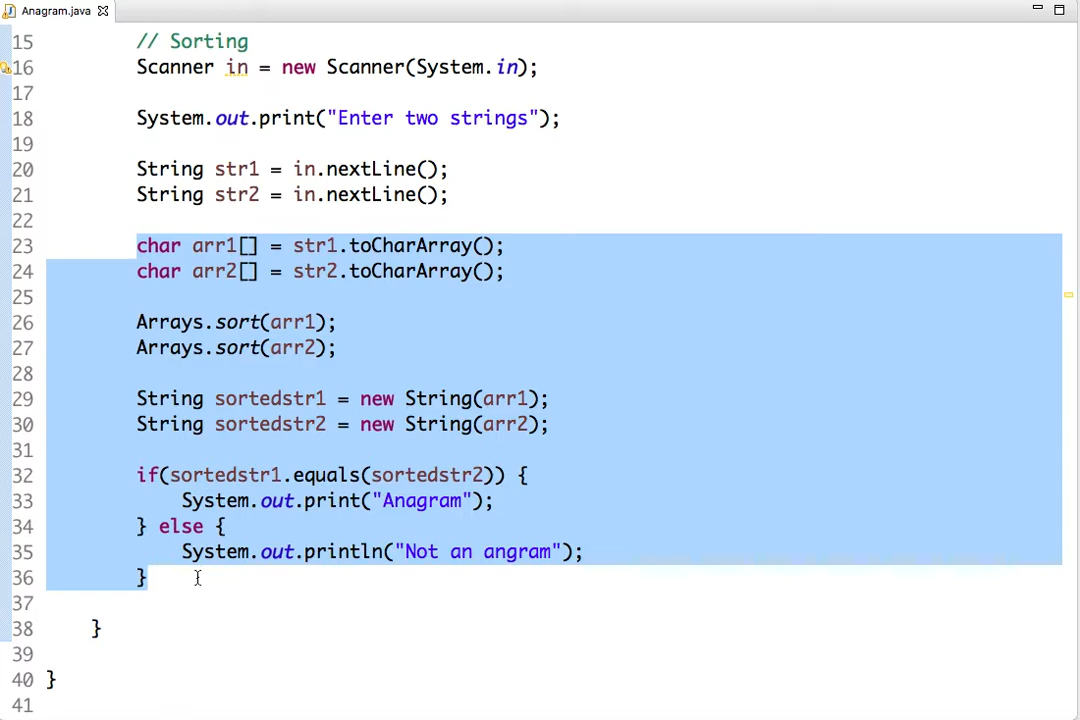 Anagram.java
15 // Sorting
16 Scanner in = new Scanner(System.in);
17
18 System.out.print("Enter two strings");
19
20 String str1 = in.nextLine();
21 String str2 = in.nextLine();
22
23 char arr1[] = str1.toCharArray();
24 char arr2[] = str2.toCharArray();
25
26 Arrays.sort(arr1);
27 Arrays.sort(arr2);
28
29 String sortedstr1 = new String(arr1);
30 String sortedstr2 = new String(arr2);
31
32 if(sortedstr1.equals(sortedstr2)) {
33 System.out.print("Anagram");
34 } else {
35 System.out.println("Not an angram");
36 }
37
38 }
39
40 }
41